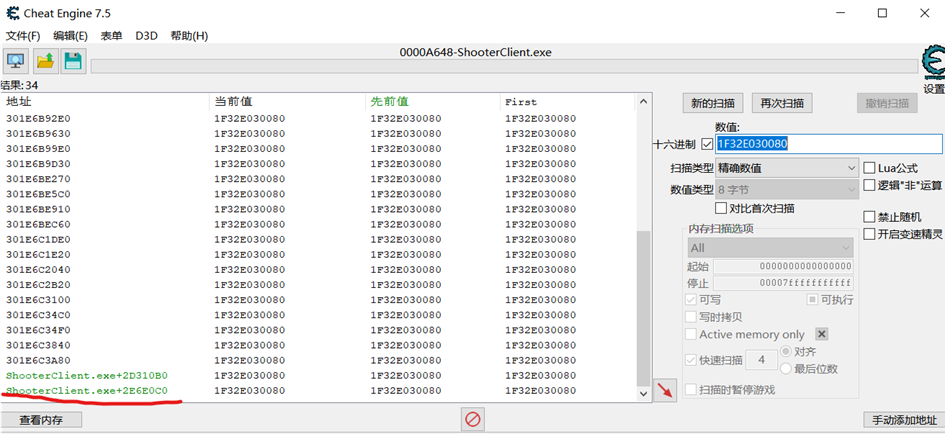 Cheat Engine 7.5
文件(F) 编辑(E) 表单 D3D 帮助(H)
0000A648-ShooterClient.exe
结果: 34
设置
地址 当前值 先前值 First
301E6B92E0 1F32E030080 1F32E030080 1F32E030080
301E6B9630 1F32E030080 1F32E030080 1F32E030080
301E6B99E0 1F32E030080 1F32E030080 1F32E030080
301E6B9D30 1F32E030080 1F32E030080 1F32E030080
301E6BE270 1F32E030080 1F32E030080 1F32E030080
301E6BE5C0 1F32E030080 1F32E030080 1F32E030080
301E6BE910 1F32E030080 1F32E030080 1F32E030080
301E6BEC60 1F32E030080 1F32E030080 1F32E030080
301E6C1DE0 1F32E030080 1F32E030080 1F32E030080
301E6C1E20 1F32E030080 1F32E030080 1F32E030080
301E6C2040 1F32E030080 1F32E030080 1F32E030080
301E6C2B20 1F32E030080 1F32E030080 1F32E030080
301E6C3100 1F32E030080 1F32E030080 1F32E030080
301E6C34C0 1F32E030080 1F32E030080 1F32E030080
301E6C34F0 1F32E030080 1F32E030080 1F32E030080
301E6C3840 1F32E030080 1F32E030080 1F32E030080
301E6C3A80 1F32E030080 1F32E030080 1F32E030080
ShooterClient.exe+2D310B0 1F32E030080 1F32E030080 1F32E030080
ShooterClient.exe+2E6E0C0 1F32E030080 1F32E030080 1F32E030080
新的扫描 再次扫描 撤销扫描
数值:
十六进制 1F32E030080
扫描类型 精确数值 Lua公式
数值类型 8 字节 逻辑"非"运算
对比首次扫描
禁止随机
开启变速精灵
内存扫描选项
All
起始 0000000000000000
停止 00007fffffffffff
可写 可执行
写时拷贝
Active memory only
快速扫描 4 对齐
最后位数
扫描时暂停游戏
查看内存 手动添加地址